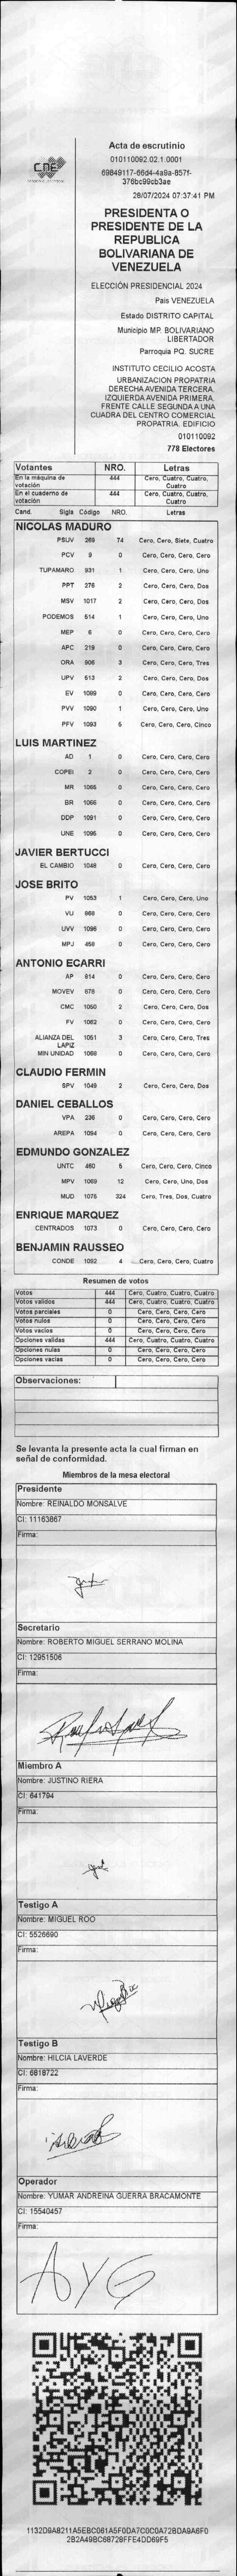 CNE
Acta de escrutinio
010110092.02.1.0001
69849117-66d4-4a9a-857f-
376bc99cb3ae
28/07/2024 07:37:41 PM
PRESIDENTA O
PRESIDENTE DE LA
REPUBLICA
BOLIVARIANA DE
VENEZUELA
ELECCIÓN PRESIDENCIAL 2024
País VENEZUELA
Estado DISTRITO CAPITAL
Municipio MP. BOLIVARIANO
LIBERTADOR
Parroquia PQ. SUCRE
INSTITUTO CECILIO ACOSTA
URBANIZACION PROPATRIA
DERECHA AVENIDA TERCERA.
IZQUIERDA AVENIDA PRIMERA.
FRENTE CALLE SEGUNDA A UNA
CUADRA DEL CENTRO COMERCIAL
PROPATRIA. EDIFICIO
010110092
778 Electores
Votantes NRO. Letras
En la máquina de votación 444 Cero, Cuatro, Cuatro, Cuatro
En el cuaderno de votación 444 Cero, Cuatro, Cuatro, Cuatro
Cand. Sigla Código NRO. Letras
NICOLAS MADURO
PSUV 269 74 Cero, Cero, Siete, Cuatro
PCV 9 0 Cero, Cero, Cero, Cero
TUPAMARO 931 1 Cero, Cero, Cero, Uno
PPT 276 2 Cero, Cero, Cero, Dos
MSV 1017 2 Cero, Cero, Cero, Dos
PODEMOS 514 1 Cero, Cero, Cero, Uno
MEP 6 0 Cero, Cero, Cero, Cero
APC 219 0 Cero, Cero, Cero, Cero
ORA 906 3 Cero, Cero, Cero, Tres
UPV 513 2 Cero, Cero, Cero, Dos
EV 1089 0 Cero, Cero, Cero, Cero
PVV 1090 1 Cero, Cero, Cero, Uno
PFV 1093 5 Cero, Cero, Cero, Cinco
LUIS MARTINEZ
AD 1 0 Cero, Cero, Cero, Cero
COPEI 2 0 Cero, Cero, Cero, Cero
MR 1065 0 Cero, Cero, Cero, Cero
BR 1066 0 Cero, Cero, Cero, Cero
DDP 1091 0 Cero, Cero, Cero, Cero
UNE 1095 0 Cero, Cero, Cero, Cero
JAVIER BERTUCCI
EL CAMBIO 1048 0 Cero, Cero, Cero, Cero
JOSE BRITO
PV 1053 1 Cero, Cero, Cero, Uno
VU 968 0 Cero, Cero, Cero, Cero
UVV 1096 0 Cero, Cero, Cero, Cero
MPJ 458 0 Cero, Cero, Cero, Cero
ANTONIO ECARRI
AP 914 0 Cero, Cero, Cero, Cero
MOVEV 878 0 Cero, Cero, Cero, Cero
CMC 1050 2 Cero, Cero, Cero, Dos
FV 1062 0 Cero, Cero, Cero, Cero
ALIANZA DEL LAPIZ 1051 3 Cero, Cero, Cero, Tres
MIN UNIDAD 1068 0 Cero, Cero, Cero, Cero
CLAUDIO FERMIN
SPV 1049 2 Cero, Cero, Cero, Dos
DANIEL CEBALLOS
VPA 236 0 Cero, Cero, Cero, Cero
AREPA 1094 0 Cero, Cero, Cero, Cero
EDMUNDO GONZALEZ
UNTC 460 5 Cero, Cero, Cero, Cinco
MPV 1069 12 Cero, Cero, Uno, Dos
MUD 1075 324 Cero, Tres, Dos, Cuatro
ENRIQUE MARQUEZ
CENTRADOS 1073 0 Cero, Cero, Cero, Cero
BENJAMIN RAUSSEO
CONDE 1092 4 Cero, Cero, Cero, Cuatro
Resumen de votos
Votos 444 Cero, Cuatro, Cuatro, Cuatro
Votos validos 444 Cero, Cuatro, Cuatro, Cuatro
Votos parciales 0 Cero, Cero, Cero, Cero
Votos nulos 0 Cero, Cero, Cero, Cero
Votos vacios 0 Cero, Cero, Cero, Cero
Opciones validas 444 Cero, Cuatro, Cuatro, Cuatro
Opciones nulas 0 Cero, Cero, Cero, Cero
Opciones vacias 0 Cero, Cero, Cero, Cero
Observaciones:
Se levanta la presente acta la cual firman en
señal de conformidad.
Miembros de la mesa electoral
Presidente
Nombre: REINALDO MONSALVE
CI: 11163867
Firma:
Secretario
Nombre: ROBERTO MIGUEL SERRANO MOLINA
CI: 12951506
Firma:
Miembro A
Nombre: JUSTINO RIERA
CI: 641794
Firma:
Testigo A
Nombre: MIGUEL ROO
CI: 5526690
Firma:
Testigo B
Nombre: HILCIA LAVERDE
CI: 6818722
Firma:
Operador
Nombre: YUMAR ANDREINA GUERRA BRACAMONTE
CI: 15540457
Firma:
AYG
1132D9A8211A5EBC061A5F0DA7C0C0A72BDA9A6F0
2B2A49BC68728FFE4DD69F5